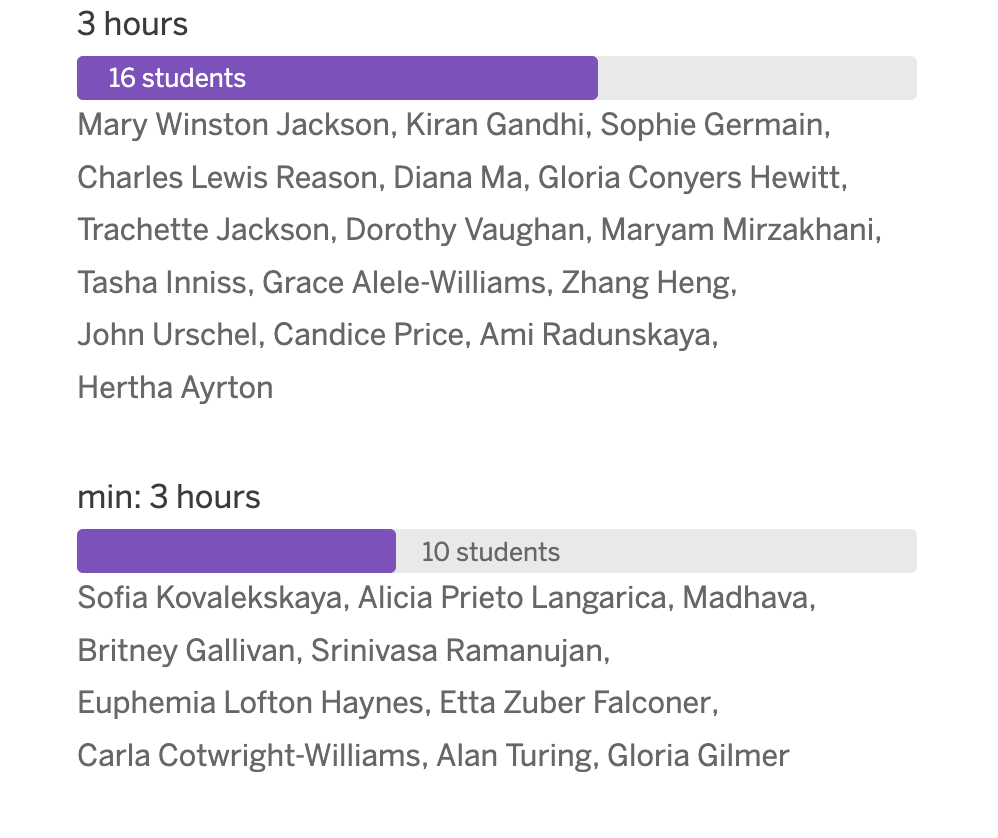 3 hours
16 students
Mary Winston Jackson, Kiran Gandhi, Sophie Germain,
Charles Lewis Reason, Diana Ma, Gloria Conyers Hewitt,
Trachette Jackson, Dorothy Vaughan, Maryam Mirzakhani,
Tasha Inniss, Grace Alele-Williams, Zhang Heng,
John Urschel, Candice Price, Ami Radunskaya,
Hertha Ayrton
min: 3 hours
10 students
Sofia Kovalekskaya, Alicia Prieto Langarica, Madhava,
Britney Gallivan, Srinivasa Ramanujan,
Euphemia Lofton Haynes, Etta Zuber Falconer,
Carla Cotwright-Williams, Alan Turing, Gloria Gilmer